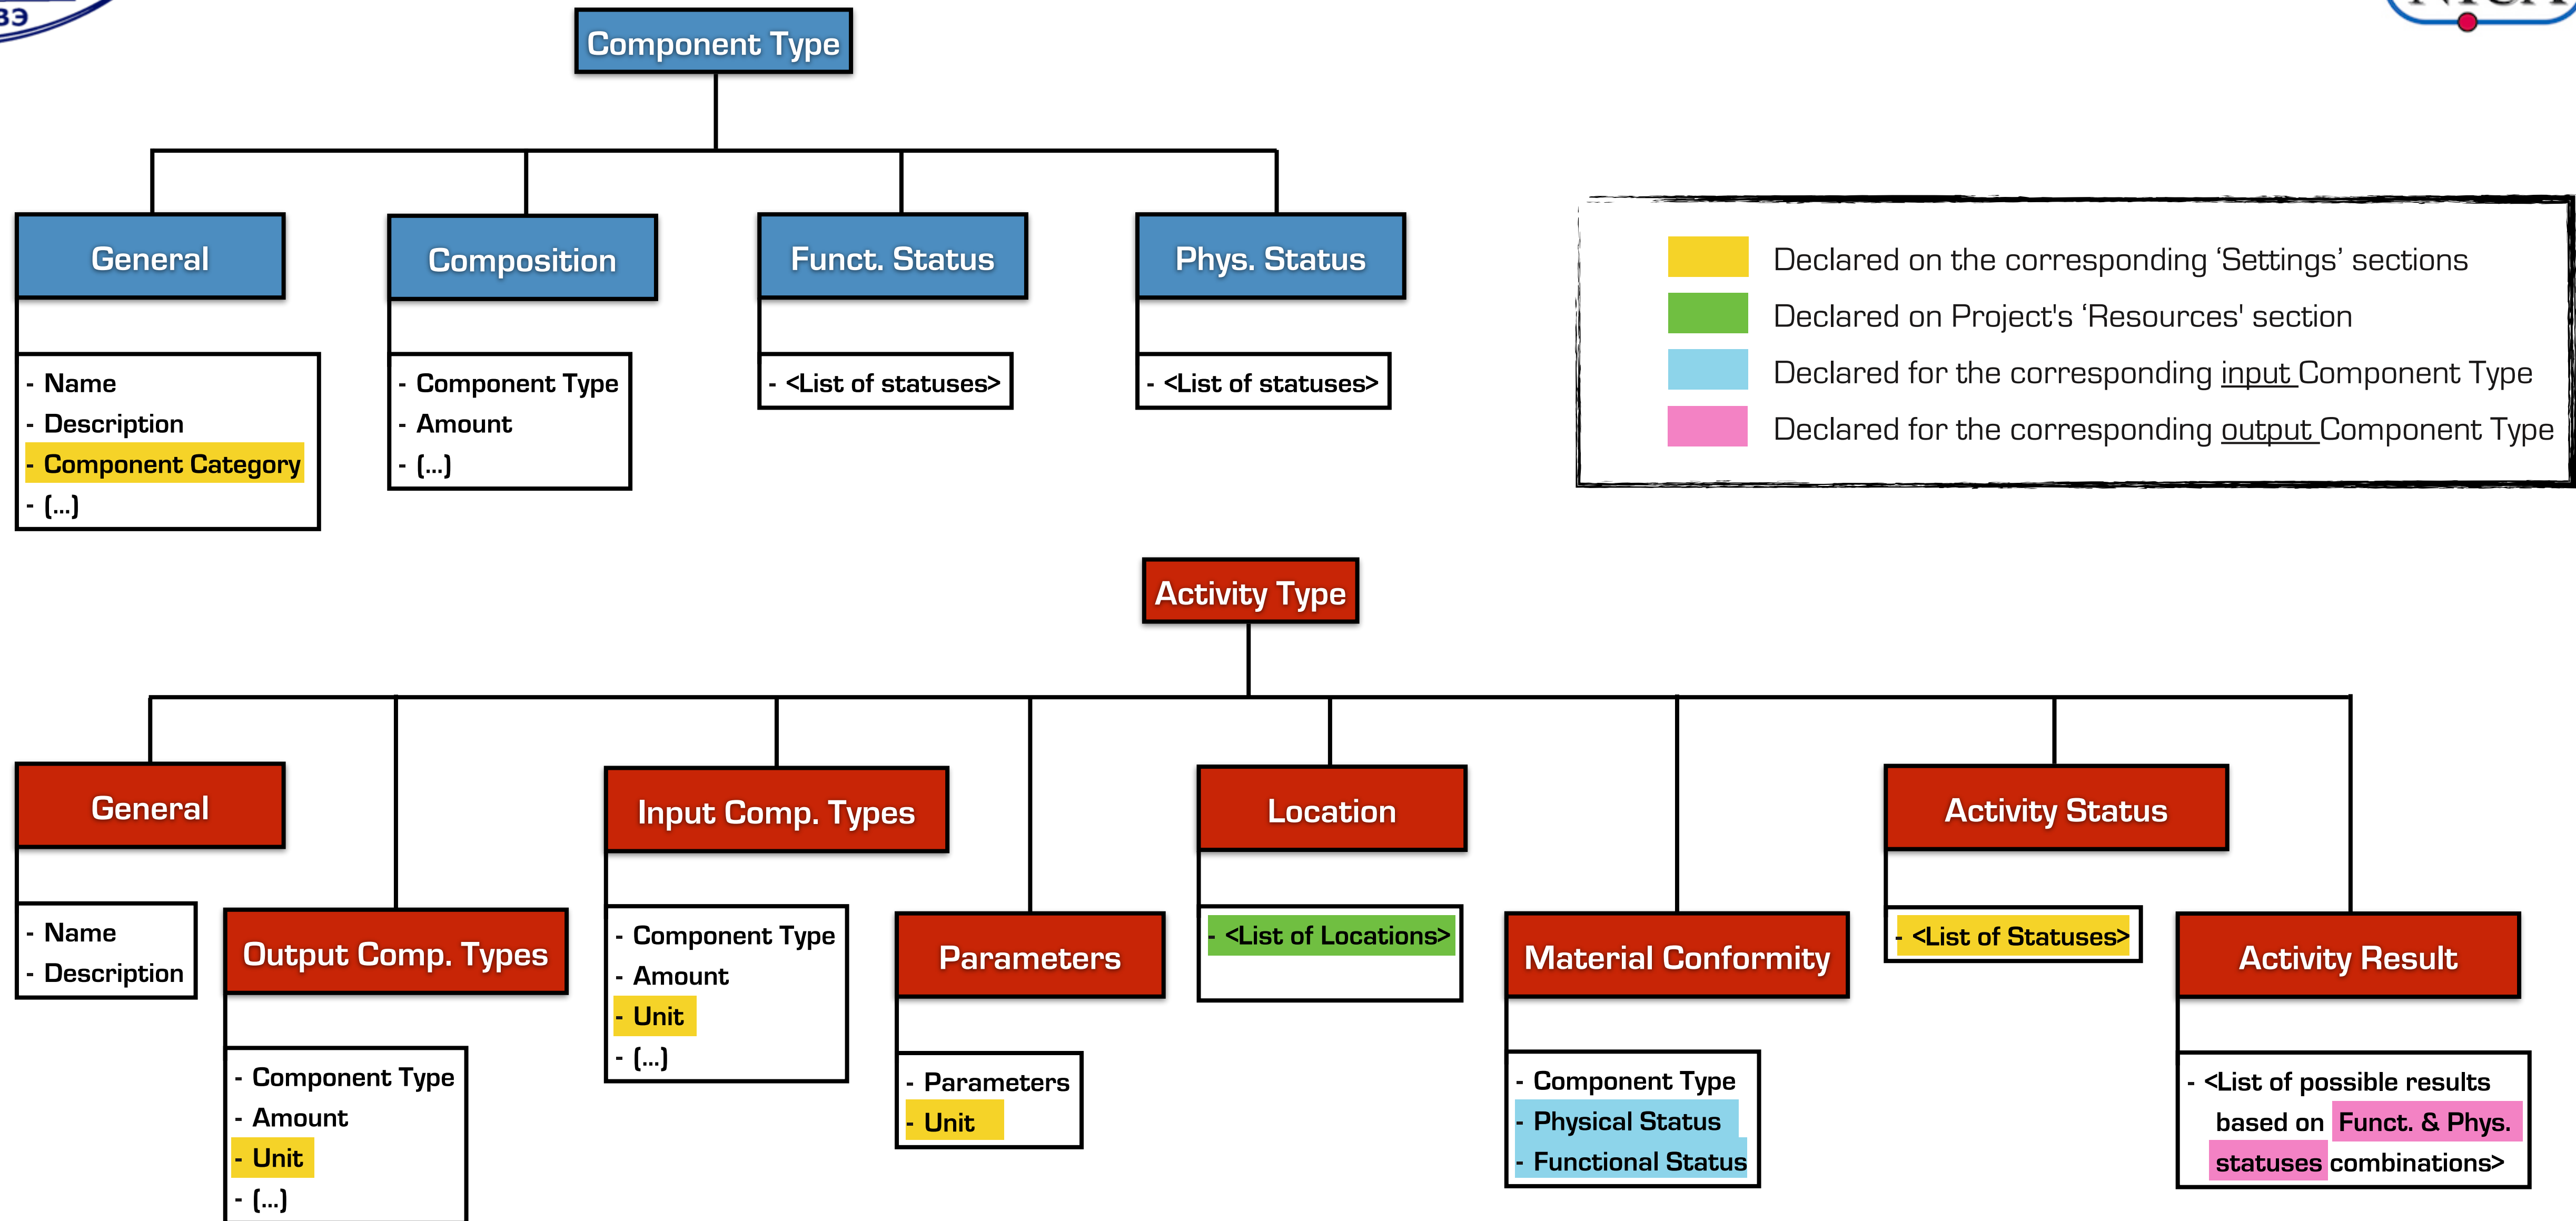 ВЭ
NICA
Component Type
General
Composition
Funct. Status
Phys. Status
- Name
- Description
- Component Category
- (...)
- Component Type
- Amount
- (...)
- <List of statuses>
- <List of statuses>
Declared on the corresponding ‘Settings’ sections
Declared on Project's ‘Resources' section
Declared for the corresponding input Component Type
Declared for the corresponding output Component Type
Activity Type
General
- Name
- Description
Output Comp. Types
- Component Type
- Amount
- Unit
- (...)
Input Comp. Types
- Component Type
- Amount
- Unit
- (...)
Parameters
- Parameters
- Unit
Location
- <List of Locations>
Material Conformity
- Component Type
- Physical Status
- Functional Status
Activity Status
- <List of Statuses>
Activity Result
- <List of possible results
based on Funct. & Phys.
statuses combinations>